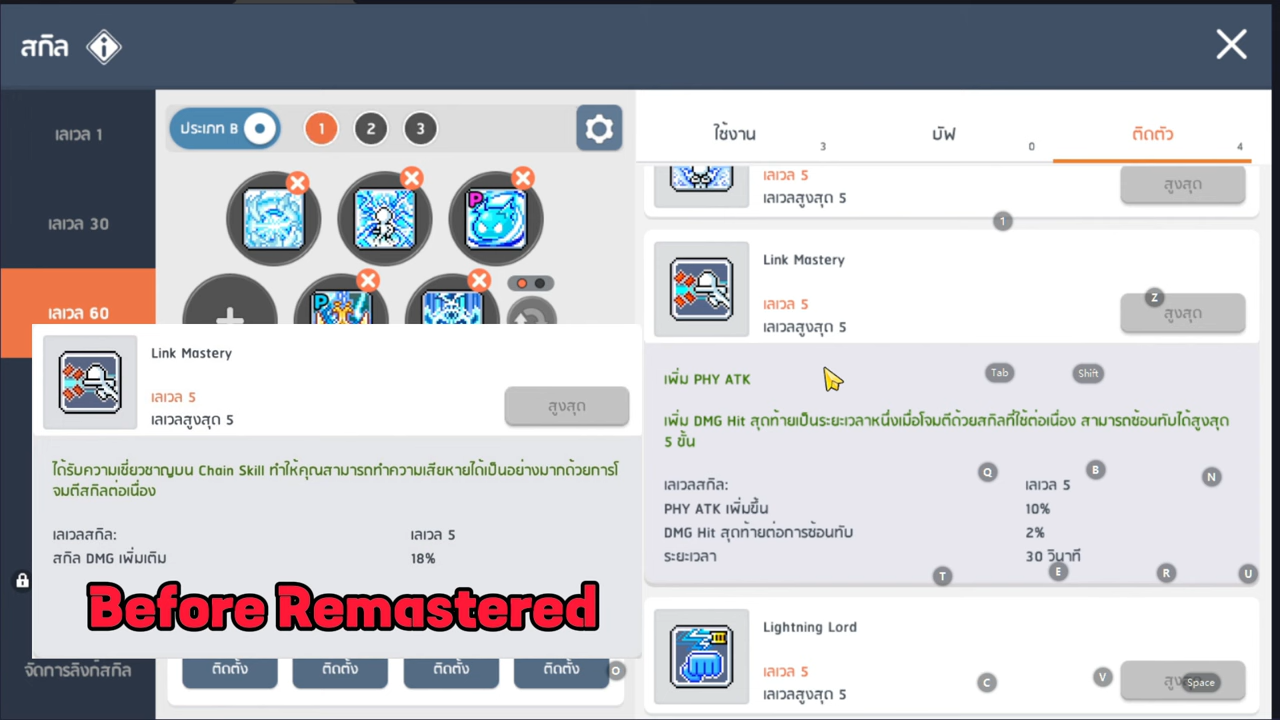 สกิล
เลเวล 1
เลเวล 30
เลเวล 60
จัดการลิงก์สกิล
ประเภท B
1
2
3
P
P
Link Mastery
เลเวล 5
เลเวลสูงสุด 5
สูงสุด
ได้รับความเชี่ยวชาญบน Chain Skill ทำให้คุณสามารถทำความเสียหายได้เป็นอย่างมากด้วยการโ
จมตีสกิลต่อเนื่อง
เลเวลสกิล: เลเวล 5
สกิล DMG เพิ่มเติม 18%
Before Remastered
ติดตั้ง
ติดตั้ง
ติดตั้ง
ติดตั้ง
O
ใช้งาน 3
บัฟ 0
ติดตัว 4
เลเวล 5
เลเวลสูงสุด 5
สูงสุด
1
Link Mastery
เลเวล 5
เลเวลสูงสุด 5
Z
สูงสุด
เพิ่ม PHY ATK
Tab
Shift
เพิ่ม DMG Hit สุดท้ายเป็นระยะเวลาหนึ่งเมื่อโจมตีด้วยสกิลที่ใช้ต่อเนื่อง สามารถซ้อนทับได้สูงสุด
5 ขั้น
Q
B
N
เลเวลสกิล: เลเวล 5
PHY ATK เพิ่มขึ้น 10%
DMG Hit สุดท้ายต่อการซ้อนทับ 2%
ระยะเวลา 30 วินาที
T
E
R
U
Lightning Lord
เลเวล 5
เลเวลสูงสุด 5
C
V
Space